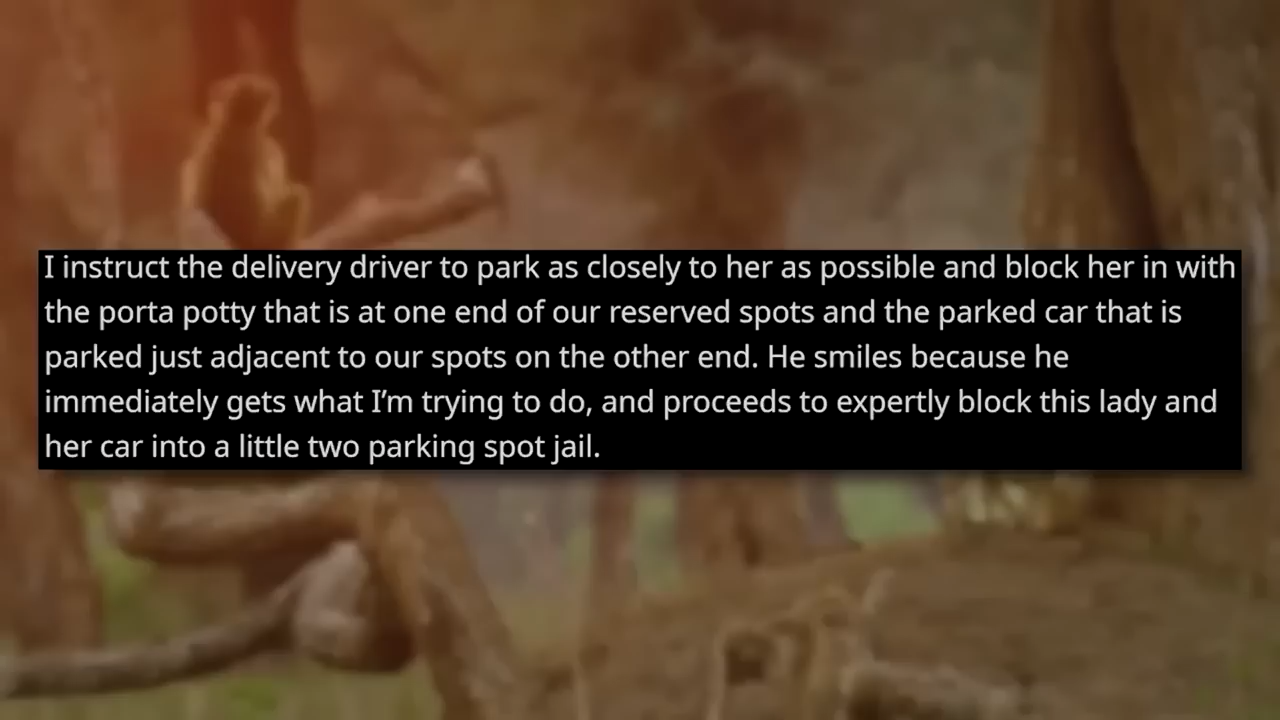 I instruct the delivery driver to park as closely to her as possible and block her in with
the porta potty that is at one end of our reserved spots and the parked car that is
parked just adjacent to our spots on the other end. He smiles because he
immediately gets what I’m trying to do, and proceeds to expertly block this lady and
her car into a little two parking spot jail.